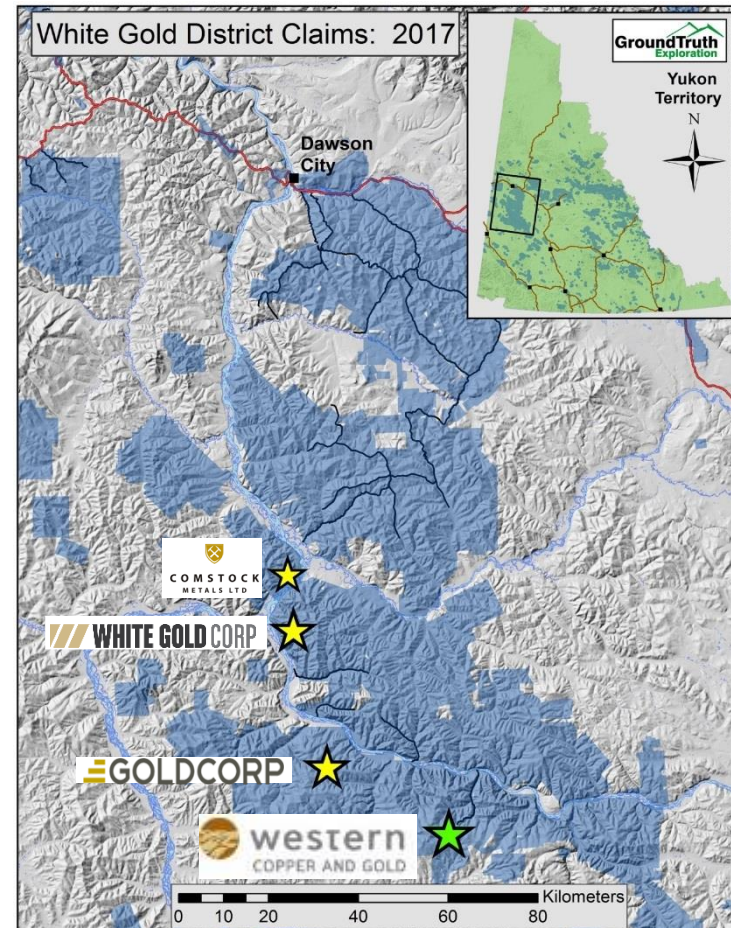 White Gold District Claims: 2017
GroundTruth
Exploration
Yukon
Territory
N
Dawson
City
COMSTOCK
METALS LTD
WHITE GOLD CORP
GOLDCORP
western
COPPER AND GOLD
Kilometers
0 10 20 40 60 80